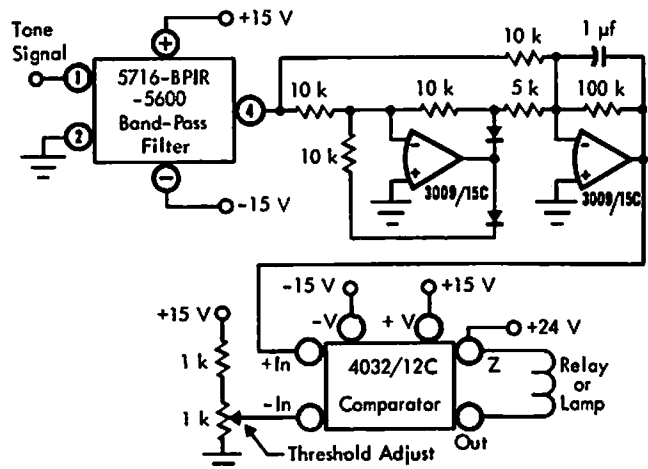 +15 V
Tone
Signal
+
1
5716-BPIR
-5600
Band-Pass
Filter
4
2
−
-15 V
10 k
10 k
10 k
10 k
5 k
1 µf
100 k
-
+
3009/15C
-
+
3009/15C
-15 V
+15 V
-V
+ V
+24 V
+15 V
1 k
1 k
+In
-In
4032/12C
Comparator
Z
Out
Relay
or
Lamp
Threshold Adjust